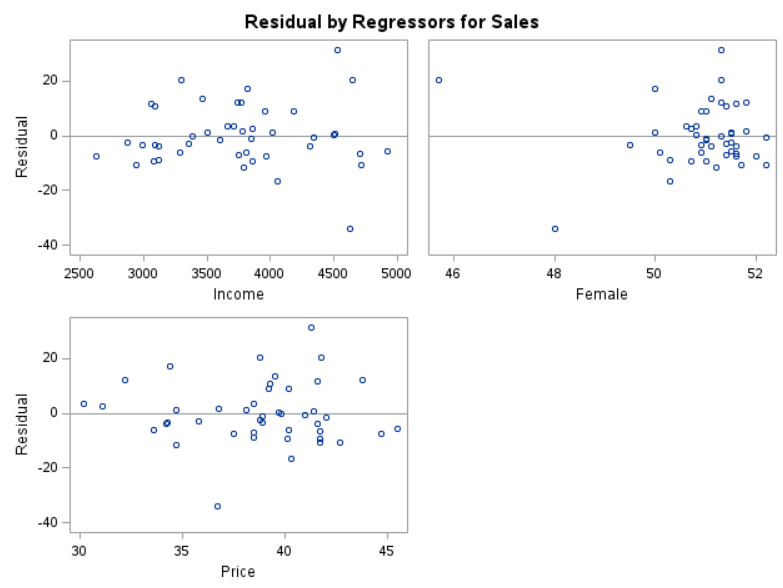 Residual by Regressors for Sales
Residual
20
0
-20
-40
2500 3000 3500 4000 4500 5000
Income
46 48 50 52
Female
Residual
20
0
-20
-40
30 35 40 45
Price